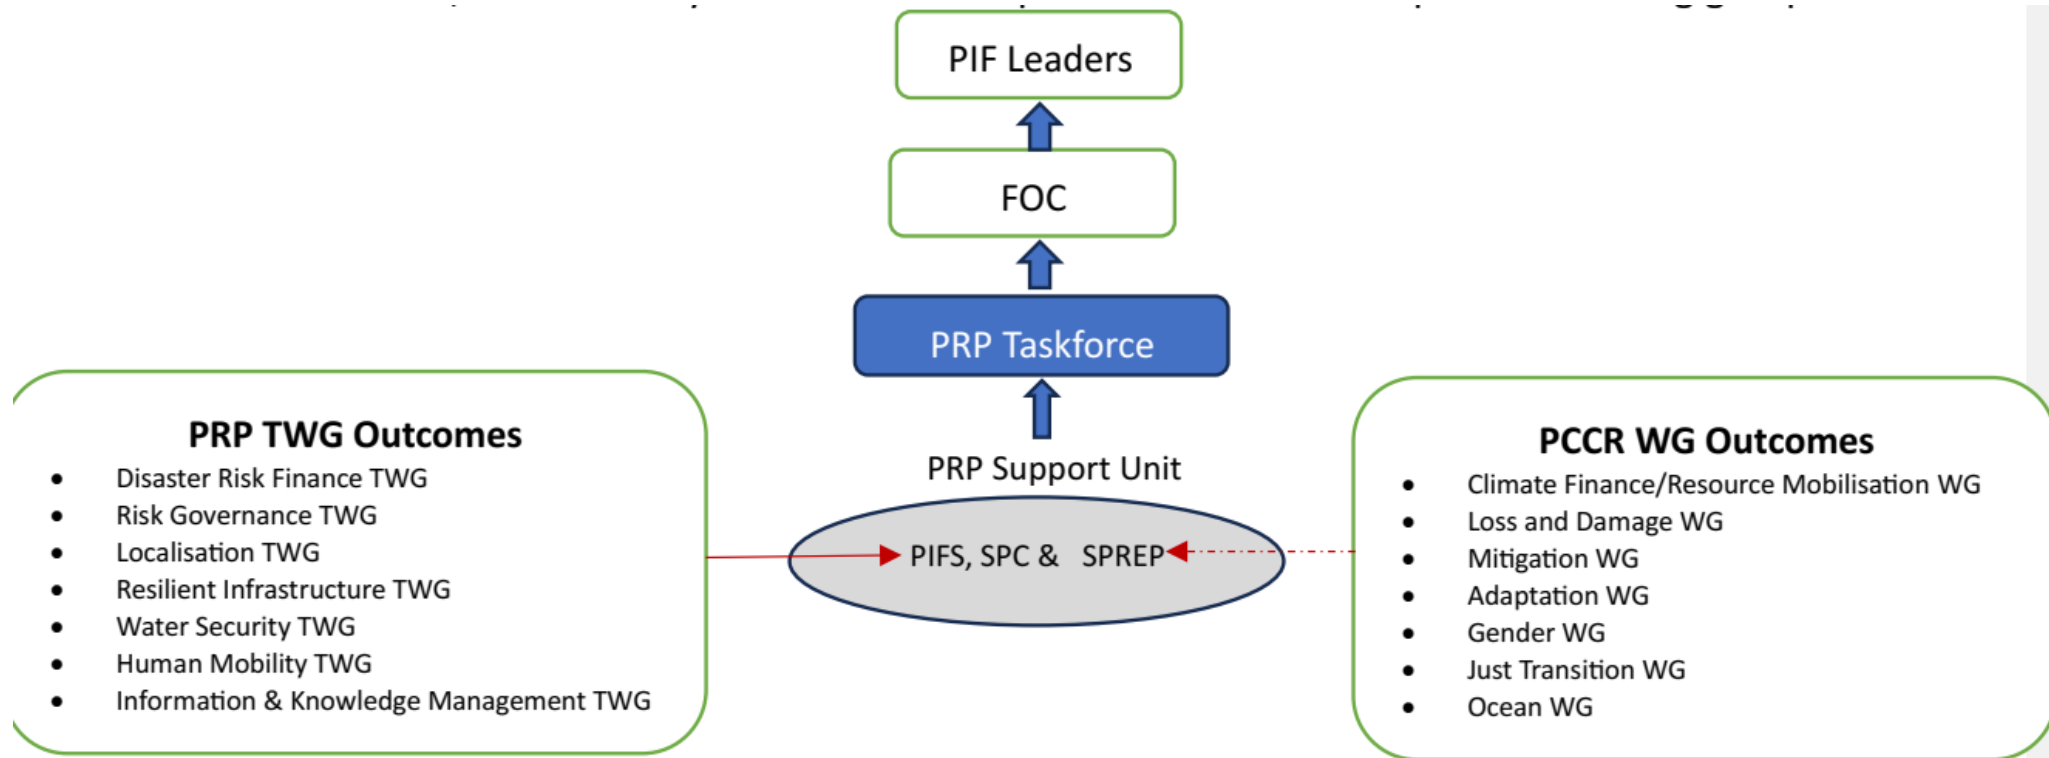 PIF Leaders
FOC
PRP Taskforce
PRP Support Unit
PIFS, SPC & SPREP
PRP TWG Outcomes
• Disaster Risk Finance TWG
• Risk Governance TWG
• Localisation TWG
• Resilient Infrastructure TWG
• Water Security TWG
• Human Mobility TWG
• Information & Knowledge Management TWG
PCCR WG Outcomes
• Climate Finance/Resource Mobilisation WG
• Loss and Damage WG
• Mitigation WG
• Adaptation WG
• Gender WG
• Just Transition WG
• Ocean WG